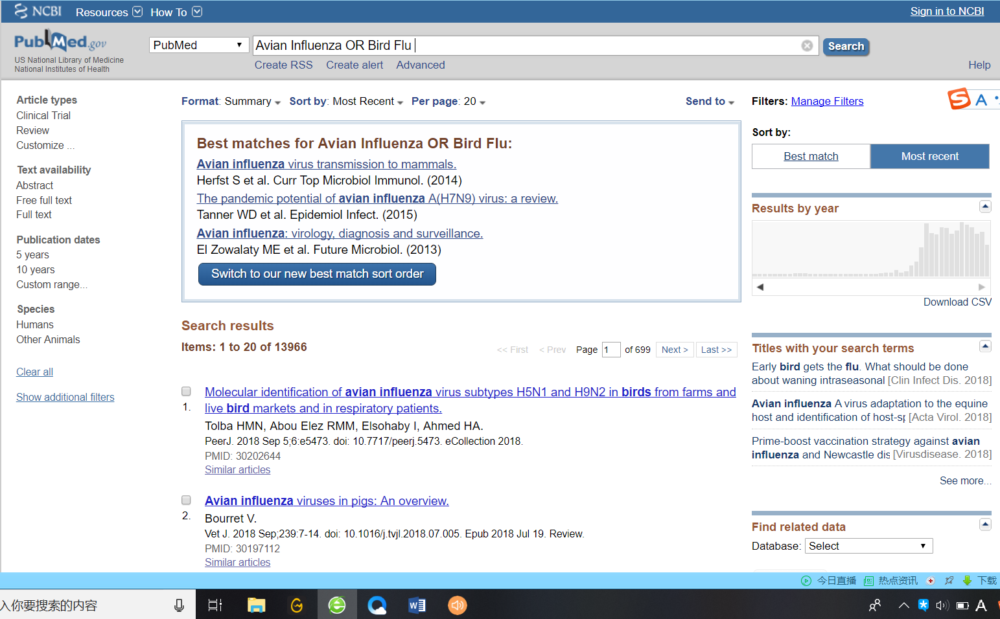 NCBI Resources How To Sign in to NCBI
PubMed.gov
US National Library of Medicine
National Institutes of Health
PubMed Avian Influenza OR Bird Flu Search
Create RSS Create alert Advanced Help
Article types
Clinical Trial
Review
Customize ...
Text availability
Abstract
Free full text
Full text
Publication dates
5 years
10 years
Custom range...
Species
Humans
Other Animals
Clear all
Show additional filters
Format: Summary Sort by: Most Recent Per page: 20 Send to
Best matches for Avian Influenza OR Bird Flu:
Avian influenza virus transmission to mammals.
Herfst S et al. Curr Top Microbiol Immunol. (2014)
The pandemic potential of avian influenza A(H7N9) virus: a review.
Tanner WD et al. Epidemiol Infect. (2015)
Avian influenza: virology, diagnosis and surveillance.
El Zowalaty ME et al. Future Microbiol. (2013)
Switch to our new best match sort order
Search results
Items: 1 to 20 of 13966
<< First < Prev Page 1 of 699 Next > Last >>
1. Molecular identification of avian influenza virus subtypes H5N1 and H9N2 in birds from farms and
live bird markets and in respiratory patients.
Tolba HMN, Abou Elez RMM, Elsohaby I, Ahmed HA.
PeerJ. 2018 Sep 5;6:e5473. doi: 10.7717/peerj.5473. eCollection 2018.
PMID: 30202644
Similar articles
2. Avian influenza viruses in pigs: An overview.
Bourret V.
Vet J. 2018 Sep;239:7-14. doi: 10.1016/j.tvjl.2018.07.005. Epub 2018 Jul 19. Review.
PMID: 30197112
Similar articles
Filters: Manage Filters
S A
Sort by:
Best match Most recent
Results by year
Download CSV
Titles with your search terms
Early bird gets the flu. What should be done
about waning intraseasonal [Clin Infect Dis. 2018]
Avian influenza A virus adaptation to the equine
host and identification of host-sp [Acta Virol. 2018]
Prime-boost vaccination strategy against avian
influenza and Newcastle dis [Virusdisease. 2018]
See more...
Find related data
Database: Select
今日直播 热点资讯 下载
入你要搜索的内容
W A